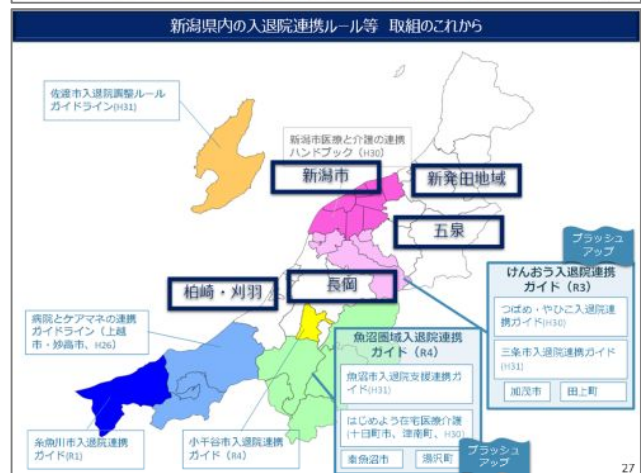 新潟県内の入退院連携ルール等 取組のこれから
佐渡市入退院調整ルール
ガイドライン(H31)
新潟市医療と介護の連携
ハンドブック (H30)
新潟市
新発田地域
五泉
柏崎・刈羽
長岡
ブラッシュ
アップ
けんおう入退院連携
ガイド (R3)
つばめ・やひこ入退院連
携ガイド(H30)
三条市入退院連携ガイド
(H31)
加茂市
田上町
病院とケアマネの連携
ガイドライン (上越
市・妙高市、H26)
魚沼圏域入退院連携
ガイド (R4)
魚沼市入退院支援連携ガ
イド(H31)
はじめよう在宅医療介護
(十日町市、津南町、H30)
南魚沼市
湯沢町
ブラッシュ
アップ
糸魚川市入退院連携
ガイド(R1)
小千谷市入退院連携
ガイド (R4)
27